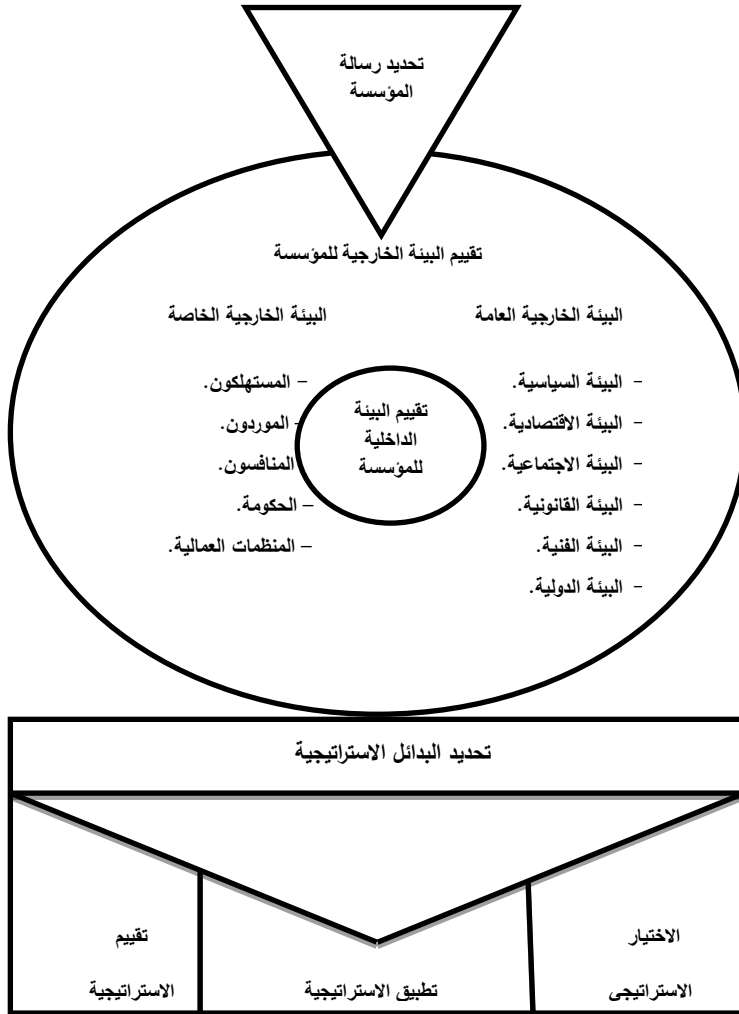 تحديد رسالة
المؤسسة
تقييم البيئة الخارجية للمؤسسة
البيئة الخارجية العامة
- البيئة السياسية.
- البيئة الاقتصادية.
- البيئة الاجتماعية.
- البيئة القانونية.
- البيئة الفنية.
- البيئة الدولية.
البيئة الخارجية الخاصة
– المستهلكون.
- الموردون.
المنافسون.
– الحكومة.
– المنظمات العمالية.
تقييم البيئة
الداخلية
للمؤسسة
تحديد البدائل الاستراتيجية
الاختيار
الاستراتيجى
تطبيق الاستراتيجية
تقييم
الاستراتيجية